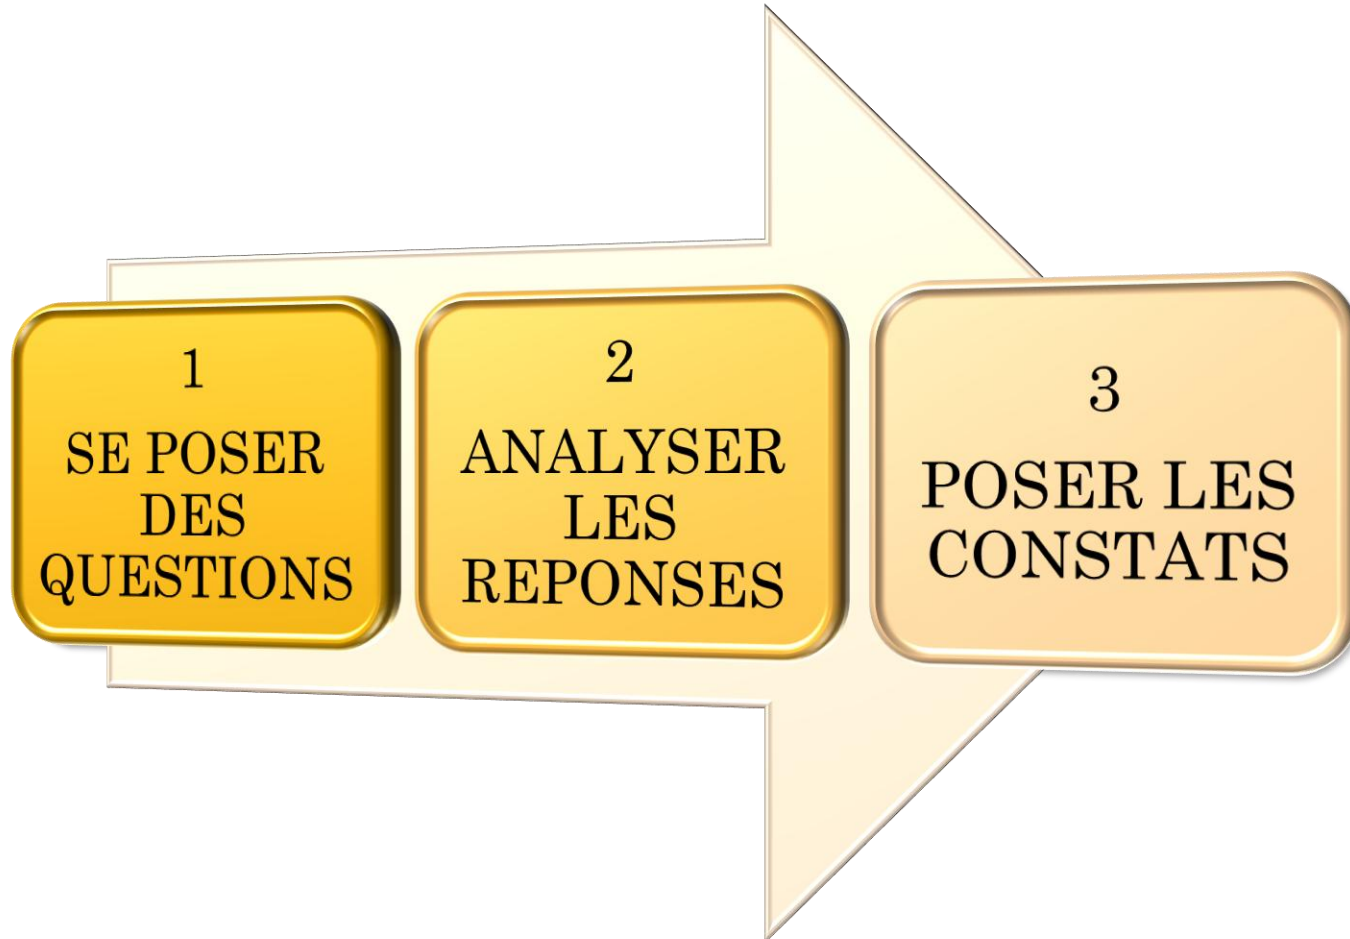 1
SE POSER
DES
QUESTIONS
2
ANALYSER
LES
REPONSES
3
POSER LES
CONSTATS